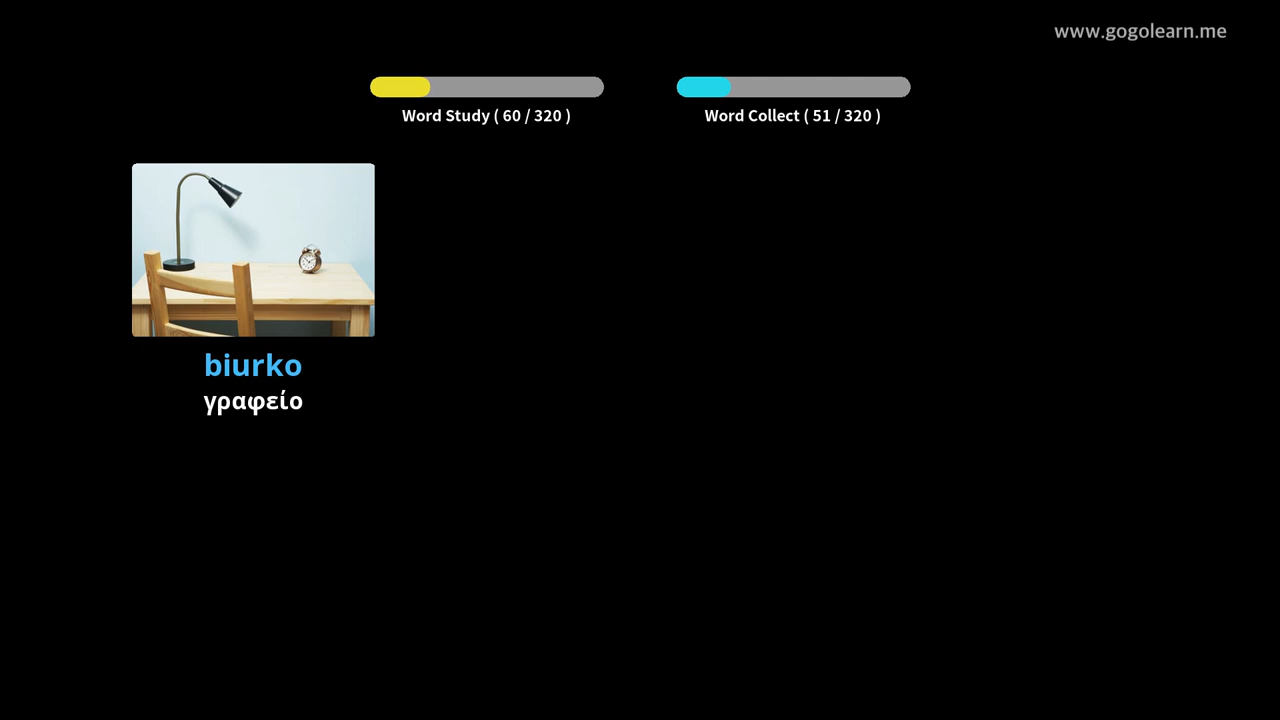 www.gogolearn.me
Word Study ( 60 / 320 )
Word Collect ( 51 / 320 )
biurko
γραφείο